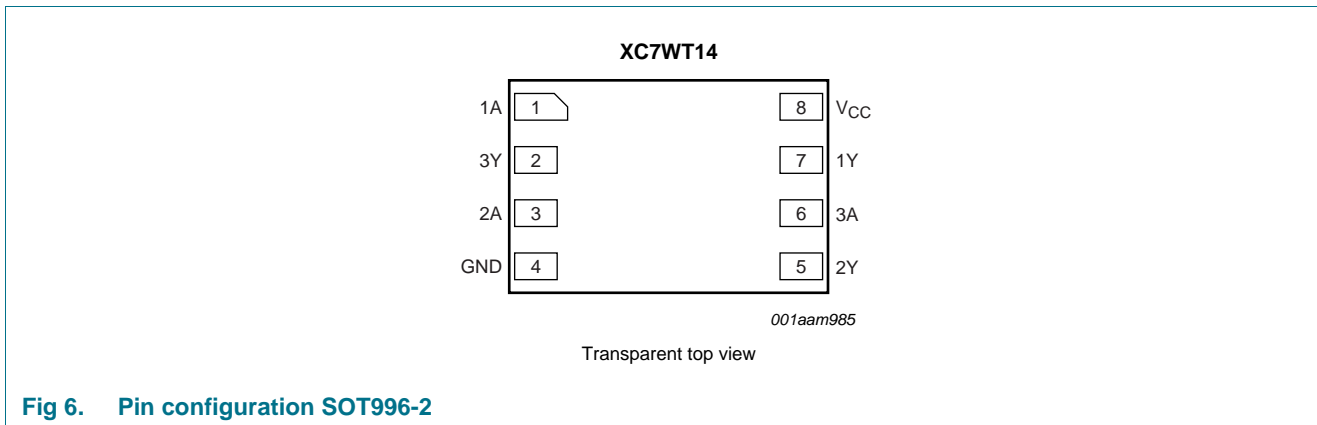 XC7WT14
1A 1 8 VCC
3Y 2 7 1Y
2A 3 6 3A
GND 4 5 2Y
001aam985
Transparent top view
Fig 6. Pin configuration SOT996-2